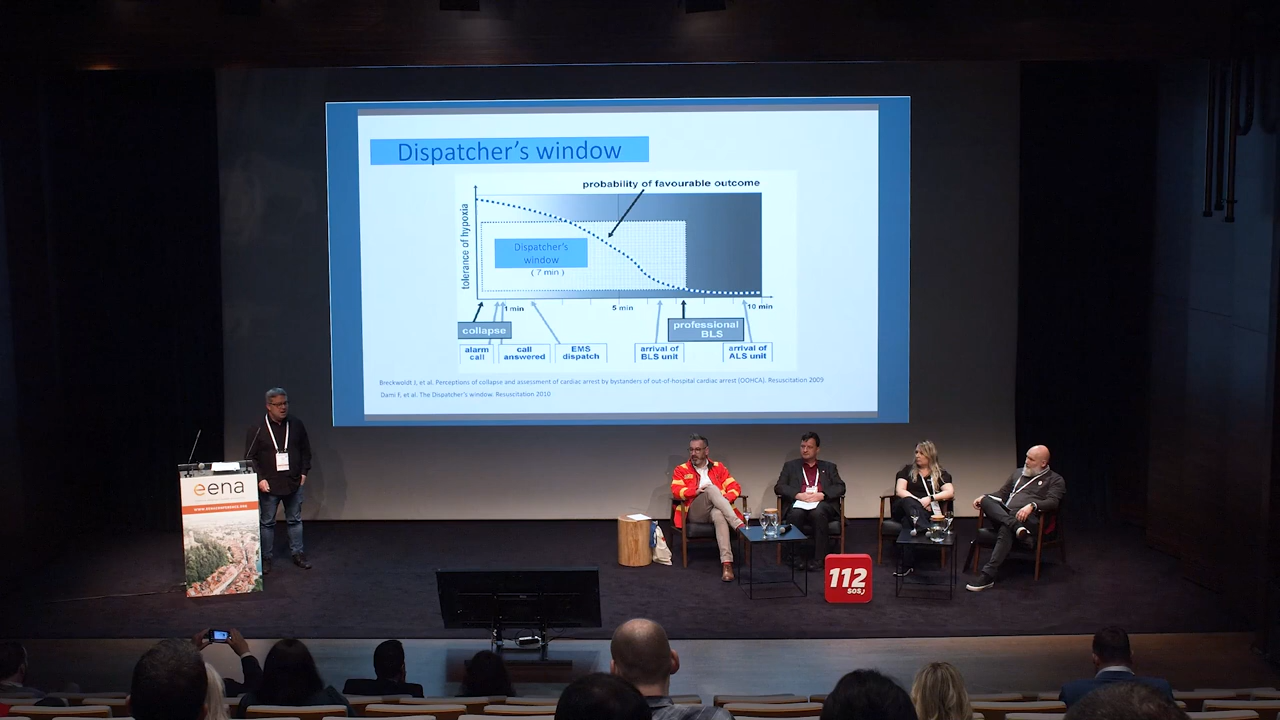 Dispatcher's window
probability of favourable outcome
tolerance of hypoxia
Dispatcher's
window
( 7 min )
1 min
5 min
10 min
collapse
professional
BLS
alarm
call
call
answered
EMS
dispatch
arrival of
BLS unit
arrival of
ALS unit
Breckwoldt J, et al. Perceptions of collapse and assessment of cardiac arrest by bystanders of out-of-hospital cardiac arrest (OOHCA). Resuscitation 2009
Dami F, et al. The Dispatcher's window. Resuscitation 2010
eena
WWW.EENACONFERENCE.ORG
112
SOS